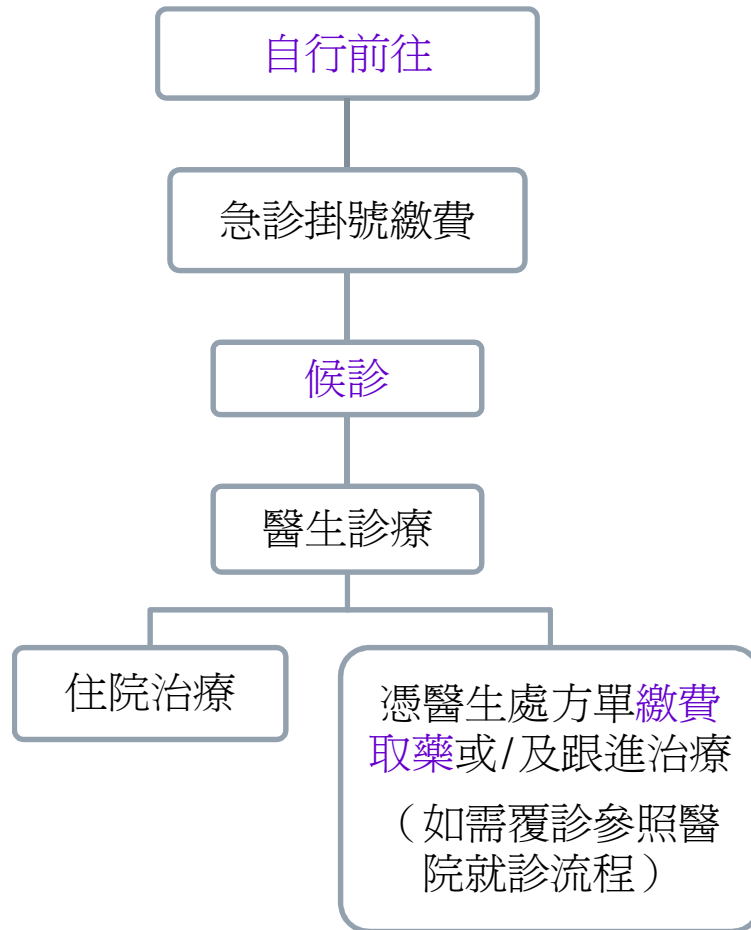 自行前往
急診掛號繳費
候診
醫生診療
住院治療
憑醫生處方單繳費
取藥或/及跟進治療
（如需覆診參照醫
院就診流程）